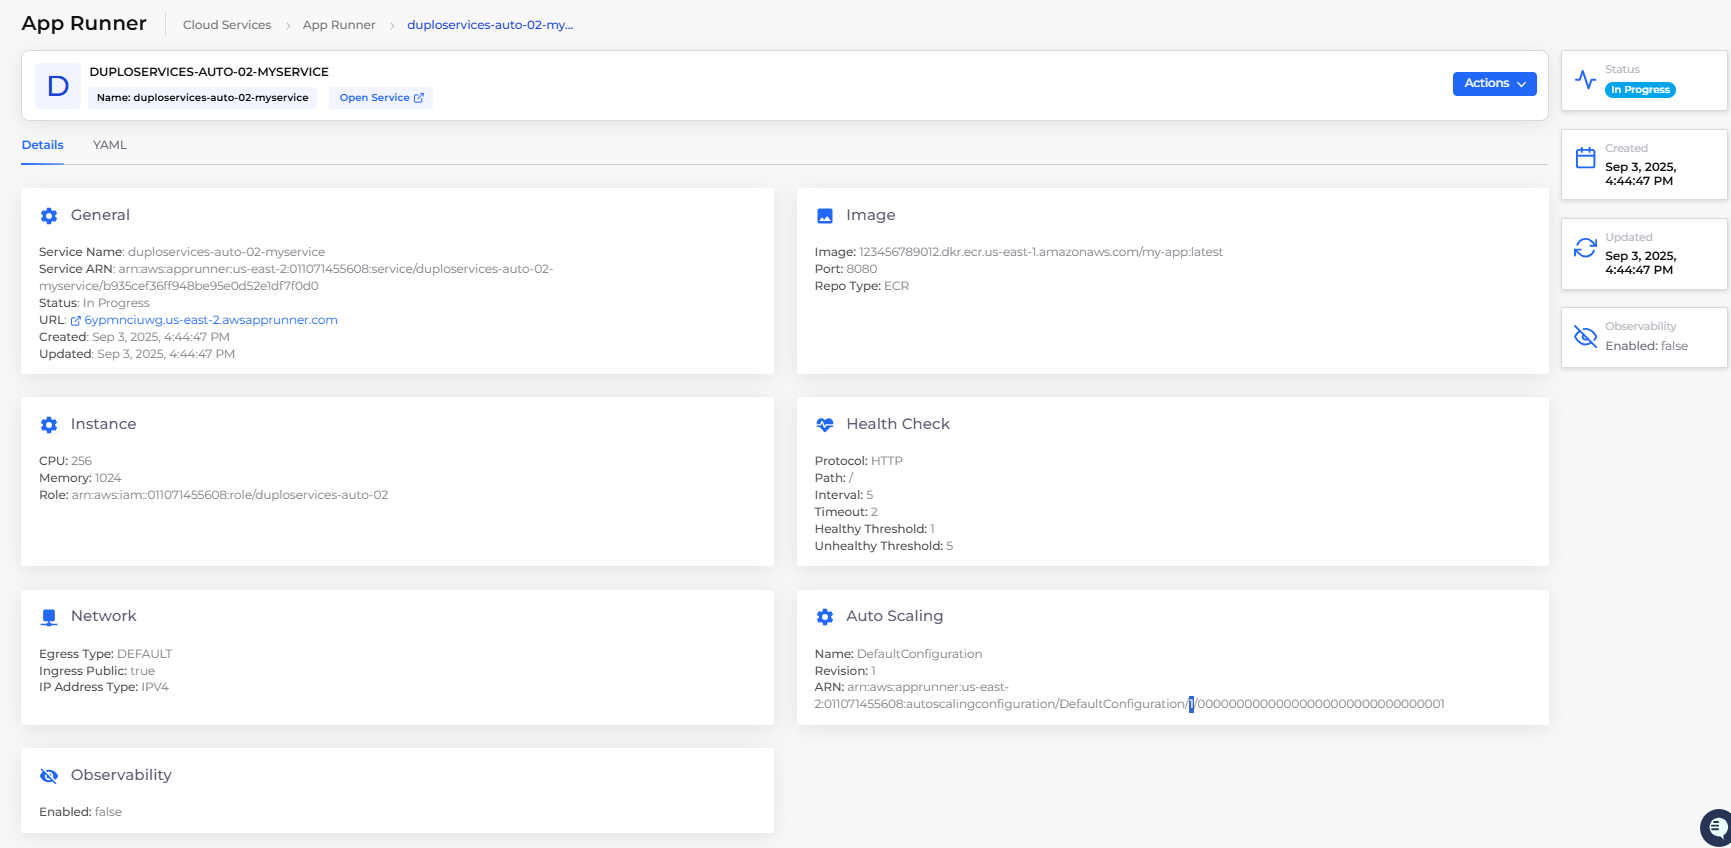 App Runner
Cloud Services
App Runner
duploservices-auto-02-my...
D
DUPLOSERVICES-AUTO-02-MYSERVICE
Name: duploservices-auto-02-myservice
Open Service
Actions
Status
In Progress
Created
Sep 3, 2025,
4:44:47 PM
Updated
Sep 3, 2025,
4:44:47 PM
Observability
Enabled: false
Details
YAML
General
Service Name: duploservices-auto-02-myservice
Service ARN: arn:aws:apprunner:us-east-2:011071455608:service/duploservices-auto-02-
myservice/b935cef36ff948be95e0d52e1df7f0d0
Status: In Progress
URL: 6ypmnciuwg.us-east-2.awsapprunner.com
Created: Sep 3, 2025, 4:44:47 PM
Updated: Sep 3, 2025, 4:44:47 PM
Image
Image: 123456789012.dkr.ecr.us-east-1.amazonaws.com/my-app:latest
Port: 8080
Repo Type: ECR
Instance
CPU: 256
Memory: 1024
Role: arn:aws:iam::011071455608:role/duploservices-auto-02
Health Check
Protocol: HTTP
Path: /
Interval: 5
Timeout: 2
Healthy Threshold: 1
Unhealthy Threshold: 5
Network
Egress Type: DEFAULT
Ingress Public: true
IP Address Type: IPV4
Auto Scaling
Name: DefaultConfiguration
Revision: 1
ARN: arn:aws:apprunner:us-east-
2:011071455608:autoscalingconfiguration/DefaultConfiguration/1/00000000000000000000000000000001
Observability
Enabled: false